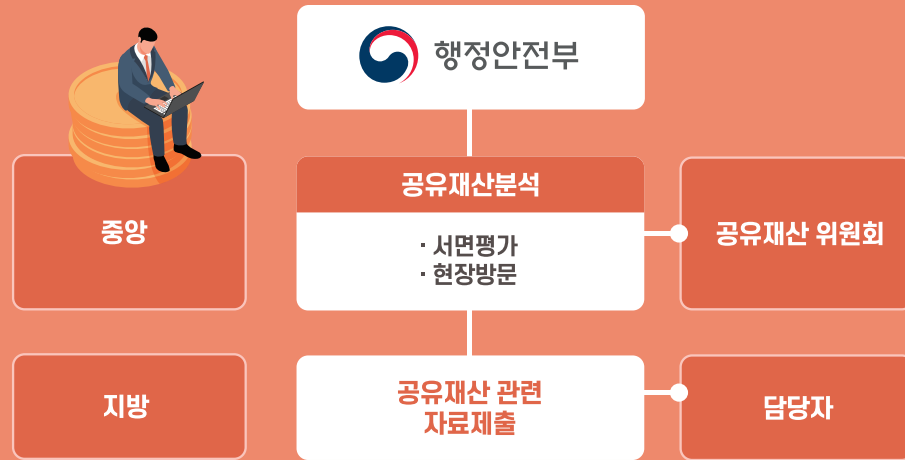 행정안전부
중앙
공유재산분석
· 서면평가
· 현장방문
공유재산 위원회
지방
공유재산 관련
자료제출
담당자